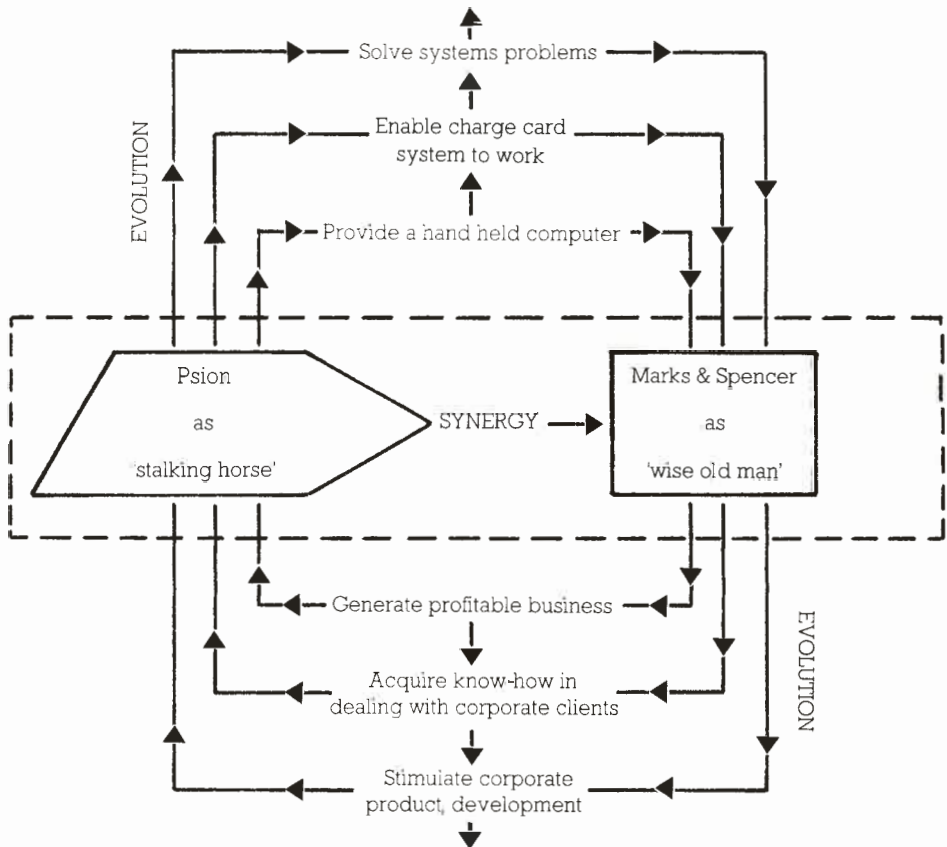 Solve systems problems
Enable charge card
system to work
EVOLUTION
Provide a hand held computer
Psion
as
'stalking horse'
SYNERGY
Marks & Spencer
as
'wise old man'
Generate profitable business
EVOLUTION
Acquire know-how in
dealing with corporate clients
Stimulate corporate
product, development